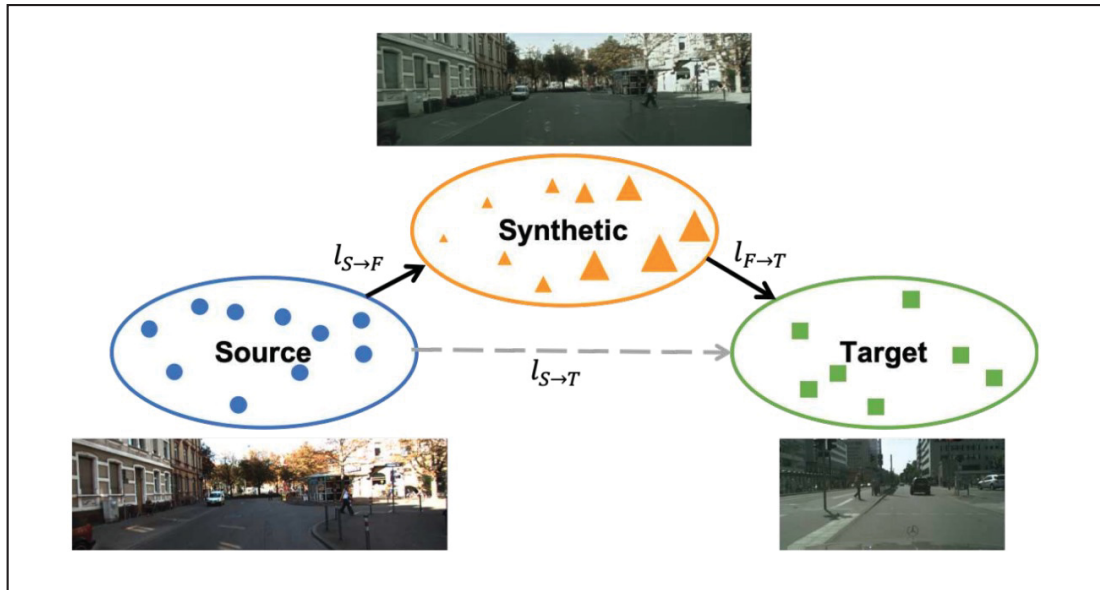 Synthetic
l_{S→F}
l_{F→T}
Source
Target
l_{S→T}